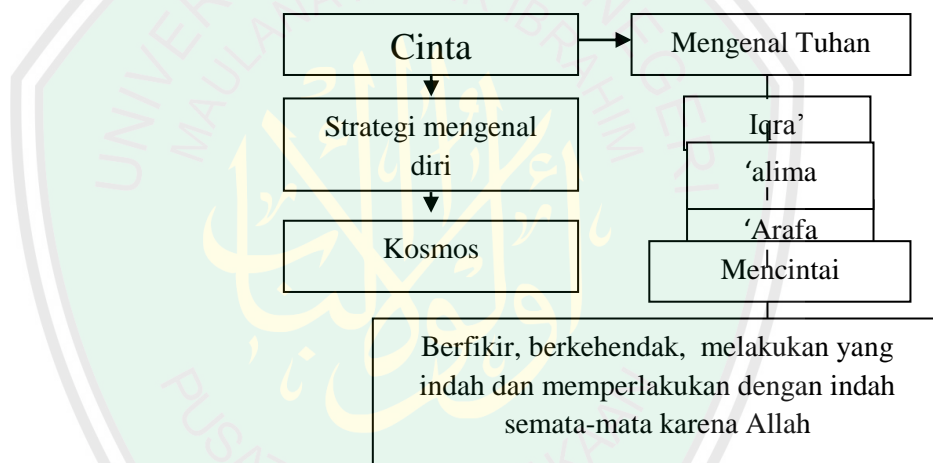 Cinta
Mengenal Tuhan
Strategi mengenal
diri
Kosmos
Iqra’
‘alima
‘Arafa
Mencintai
Berfikir, berkehendak, melakukan yang
indah dan memperlakukan dengan indah
semata-mata karena Allah